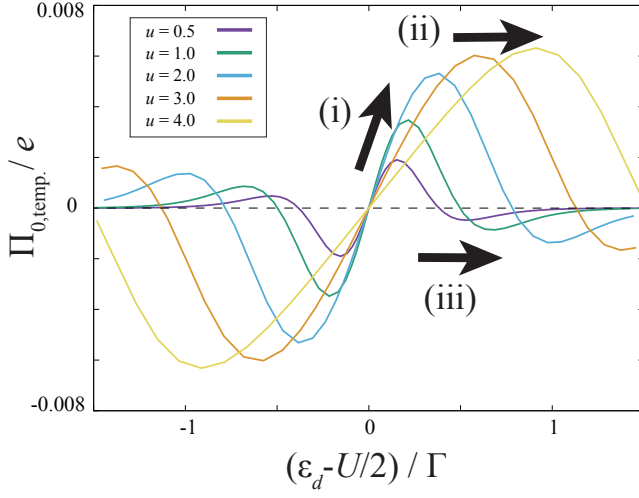 0.008
u = 0.5
u = 1.0
u = 2.0
u = 3.0
u = 4.0
(i)
(ii)
(iii)
Π0,temp./ e
0
-0.008
-1
0
1
(εd-U/2) / Γ